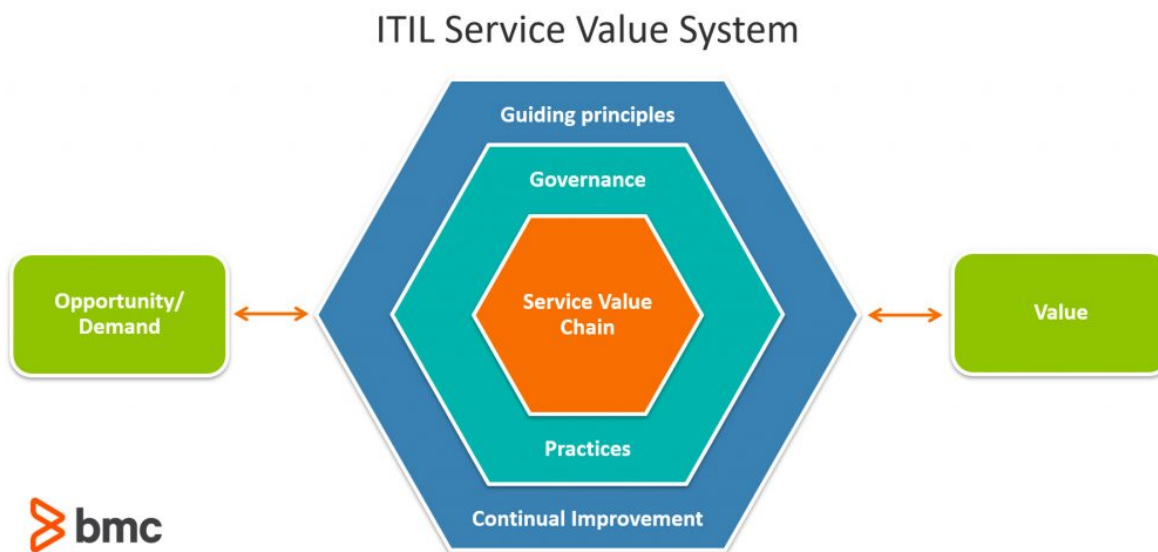 ITIL Service Value System
Guiding principles
Governance
Opportunity/
Demand
Service Value
Chain
Value
Practices
Continual Improvement
bmc